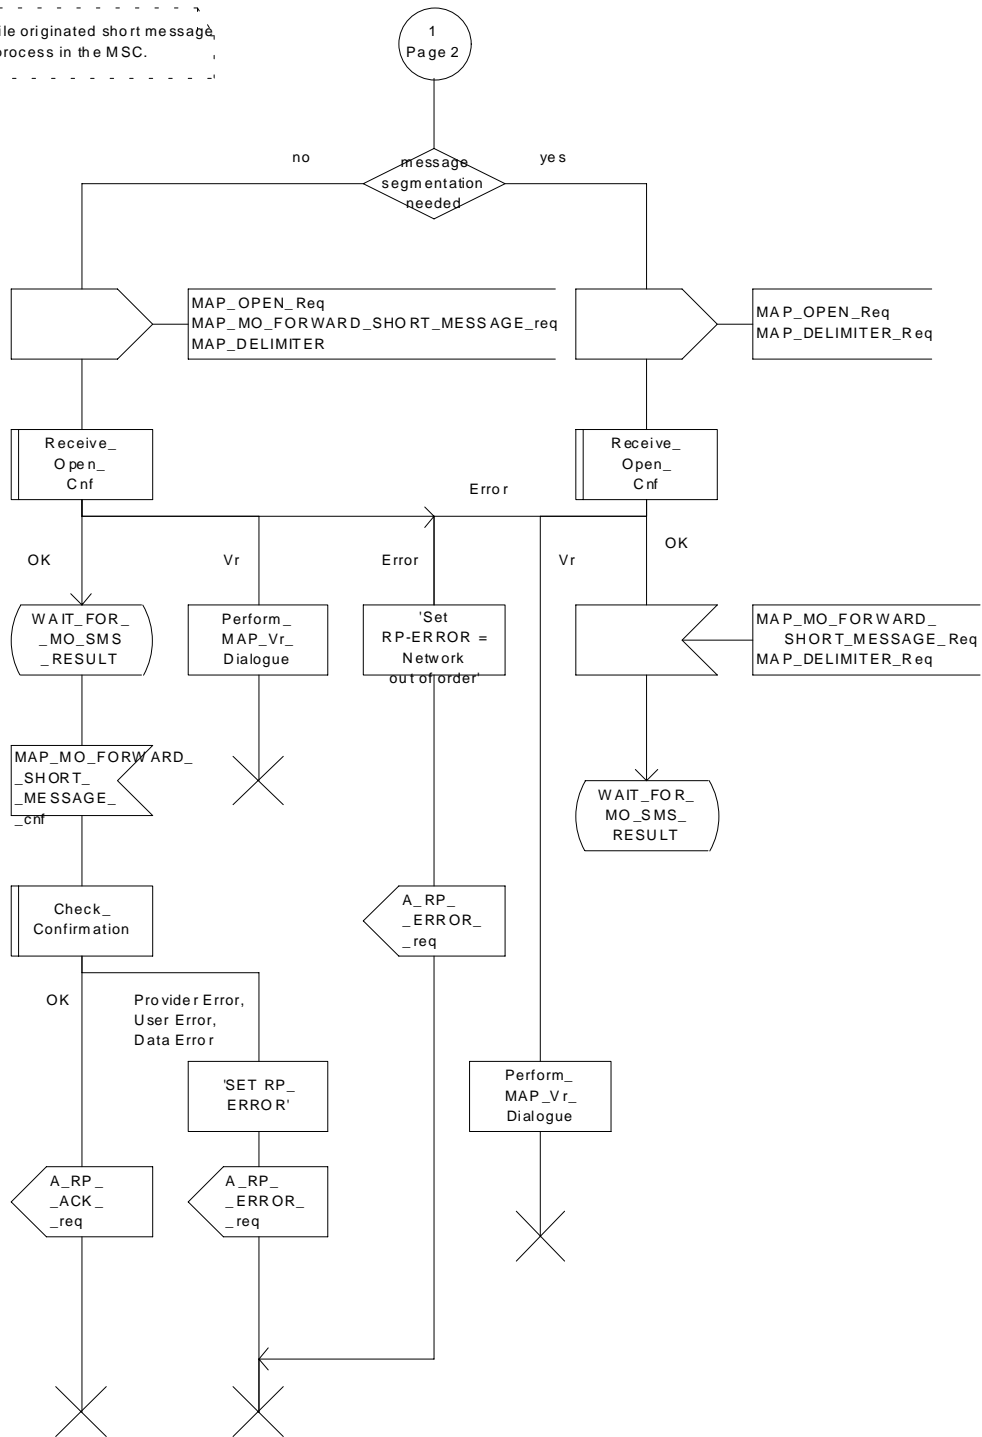 ile originated short message
process in the MSC.
1
Page 2
no
message
segmentation
needed
yes
MAP_OPEN_Req
MAP_MO_FORWARD_SHORT_MESSAGE_req
MAP_DELIMITER
MAP_OPEN_Req
MAP_DELIMITER_Req
Receive_
Open_
Cnf
Receive_
Open_
Cnf
Error
OK
Vr
Error
Vr
OK
WAIT_FOR_
_MO_SMS
_RESULT
Perform_
MAP_Vr_
Dialogue
'Set
RP-ERROR =
Network
out of order'
MAP_MO_FORWARD_
SHORT_MESSAGE_Req
MAP_DELIMITER_Req
MAP_MO_FORWARD_
_SHORT_
_MESSAGE_
_cnf
WAIT_FOR_
MO_SMS_
RESULT
Check_
Confirmation
A_RP_
_ERROR_
_req
OK
Provider Error,
User Error,
Data Error
'SET RP_
ERROR'
Perform_
MAP_Vr_
Dialogue
A_RP_
_ACK_
_req
A_RP_
_ERROR_
_req